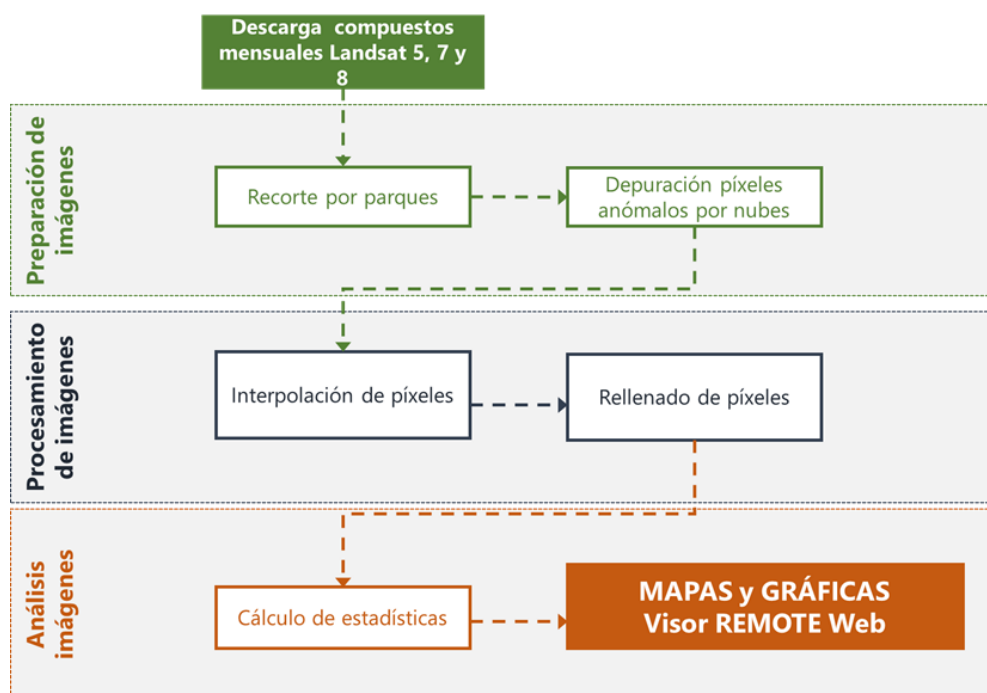 Descarga compuestos
mensuales Landsat 5, 7 y
8
Preparación de
imágenes
Recorte por parques
Depuración píxeles
anómalos por nubes
Procesamiento
de imágenes
Interpolación de píxeles
Rellenado de píxeles
Análisis
imágenes
Cálculo de estadísticas
MAPAS y GRÁFICAS
Visor REMOTE Web